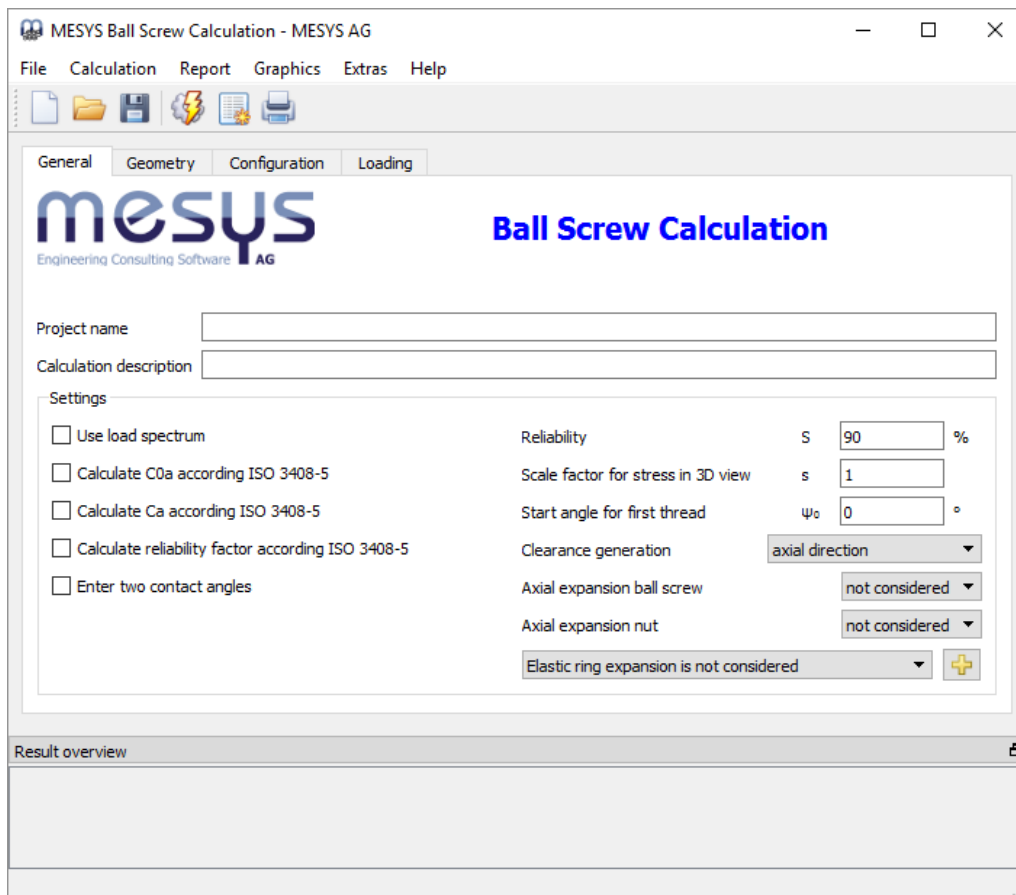 MESYS Ball Screw Calculation - MESYS AG
File Calculation Report Graphics Extras Help
General Geometry Configuration Loading
mesys
Engineering Consulting Software AG
Ball Screw Calculation
Project name
Calculation description
Settings
Use load spectrum
Calculate C0a according ISO 3408-5
Calculate Ca according ISO 3408-5
Calculate reliability factor according ISO 3408-5
Enter two contact angles
Reliability S 90 %
Scale factor for stress in 3D view s 1
Start angle for first thread ψ₀ 0 °
Clearance generation axial direction
Axial expansion ball screw not considered
Axial expansion nut not considered
Elastic ring expansion is not considered
Result overview